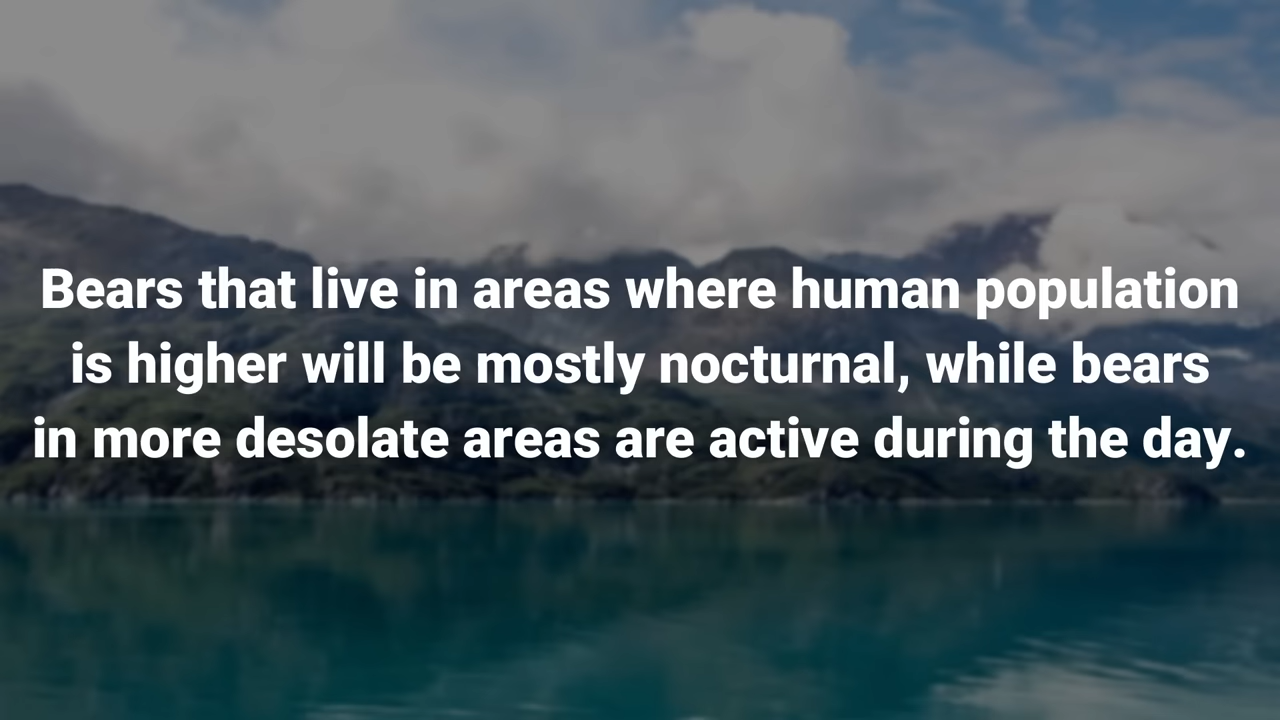 Bears that live in areas where human population
is higher will be mostly nocturnal, while bears
in more desolate areas are active during the day.